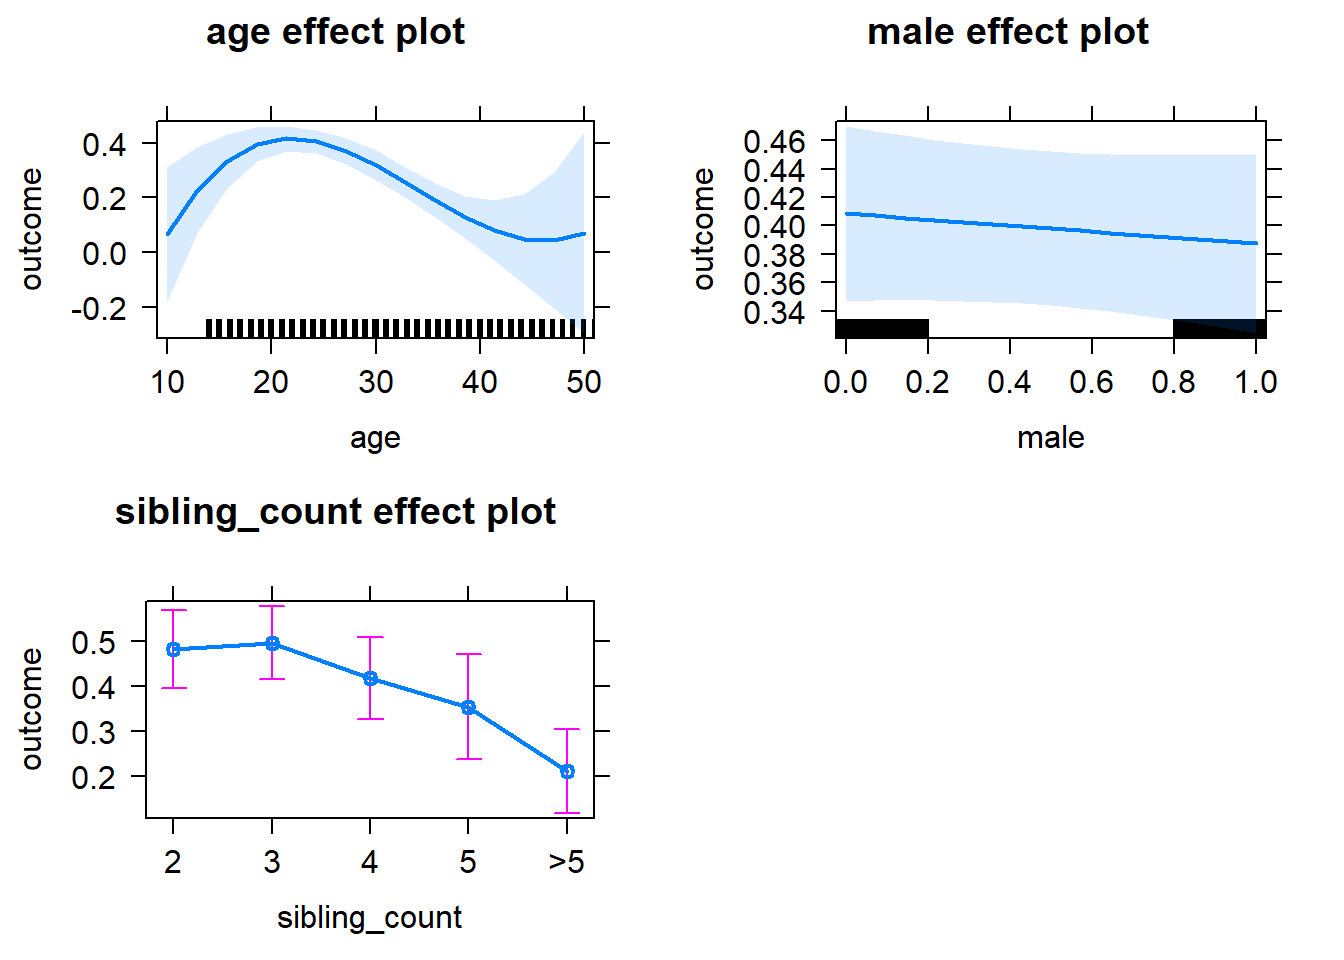 age effect plot
outcome
0.4
0.2
0.0
-0.2
10 20 30 40 50
age
male effect plot
outcome
0.46
0.44
0.42
0.40
0.38
0.36
0.34
0.0 0.2 0.4 0.6 0.8 1.0
male
sibling_count effect plot
outcome
0.5
0.4
0.3
0.2
2 3 4 5 >5
sibling_count